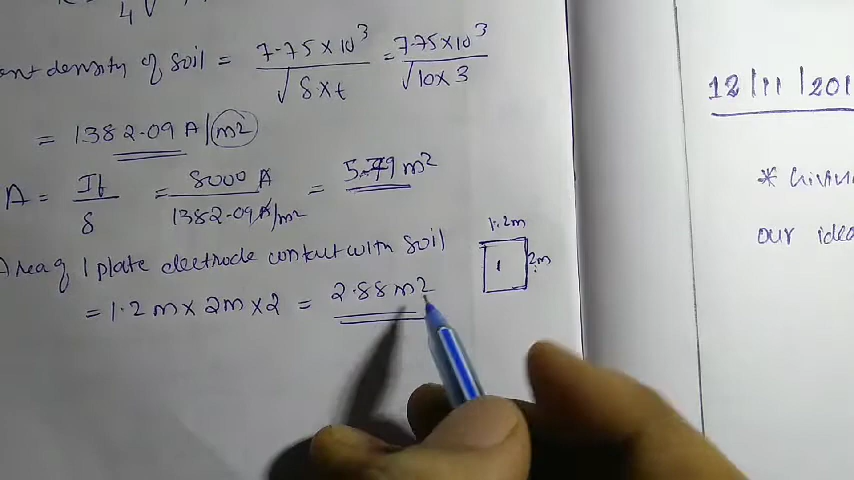 4
ent density of soil = 7.75×10³ / √8×t = 7.75×10³ / √10×3
= 1382.09 A/m2
A = If / 8 = 8000 A / 1382.09 A/m2 = 5.79 m2
Area of 1 plate electrode contact with soil
= 1.2 m × 2m × 2 = 2.88 m2
1.2m
1
2m
12/11/201
* Givin
our idea